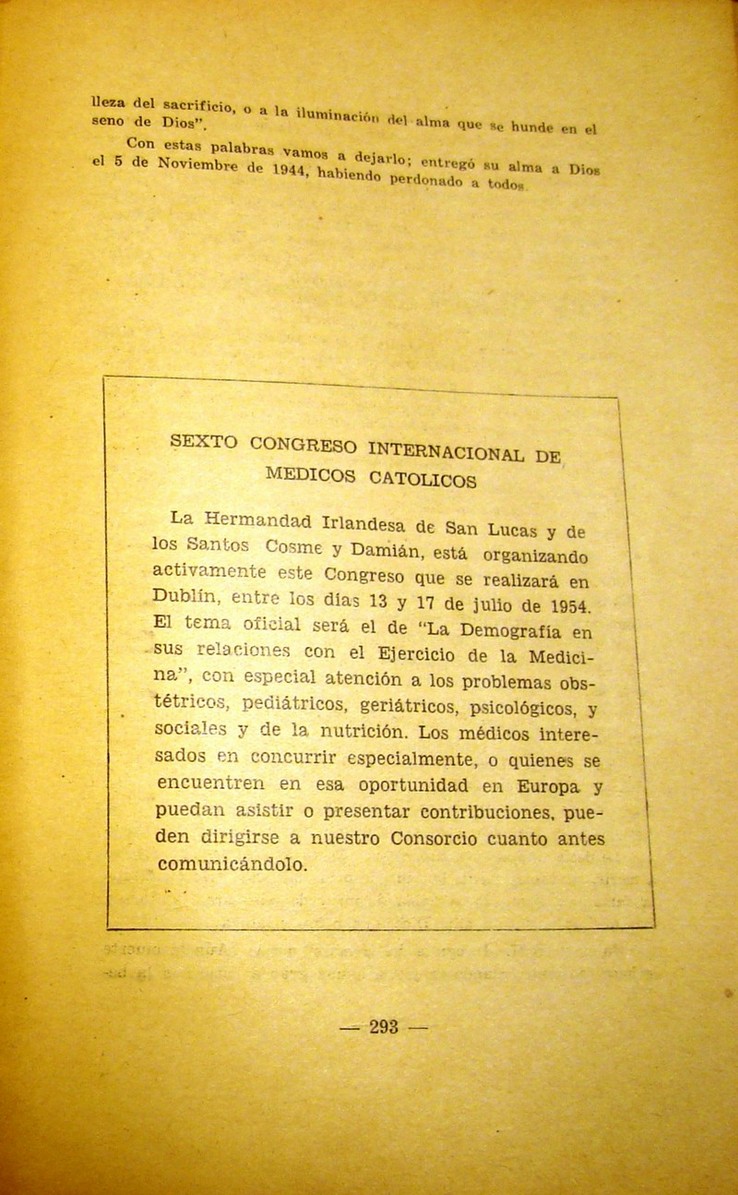 lleza del sacrificio, o a la iluminación del alma que se hunde en el
seno de Dios".
Con estas palabras vamos a dejarlo; entregó su alma a Dios
el 5 de Noviembre de 1944, habiendo perdonado a todos.
SEXTO CONGRESO INTERNACIONAL DE
MEDICOS CATOLICOS
La Hermandad Irlandesa de San Lucas y de
los Santos Cosme y Damián, está organizando
activamente este Congreso que se realizará en
Dublín, entre los días 13 y 17 de julio de 1954.
El tema oficial será el de "La Demografía en
sus relaciones con el Ejercicio de la Medici-
na", con especial atención a los problemas obs-
tétricos, pediátricos, geriátricos, psicológicos, y
sociales y de la nutrición. Los médicos intere-
sados en concurrir especialmente, o quienes se
encuentren en esa oportunidad en Europa y
puedan asistir o presentar contribuciones, pue-
den dirigirse a nuestro Consorcio cuanto antes
comunicándolo.
— 293 —